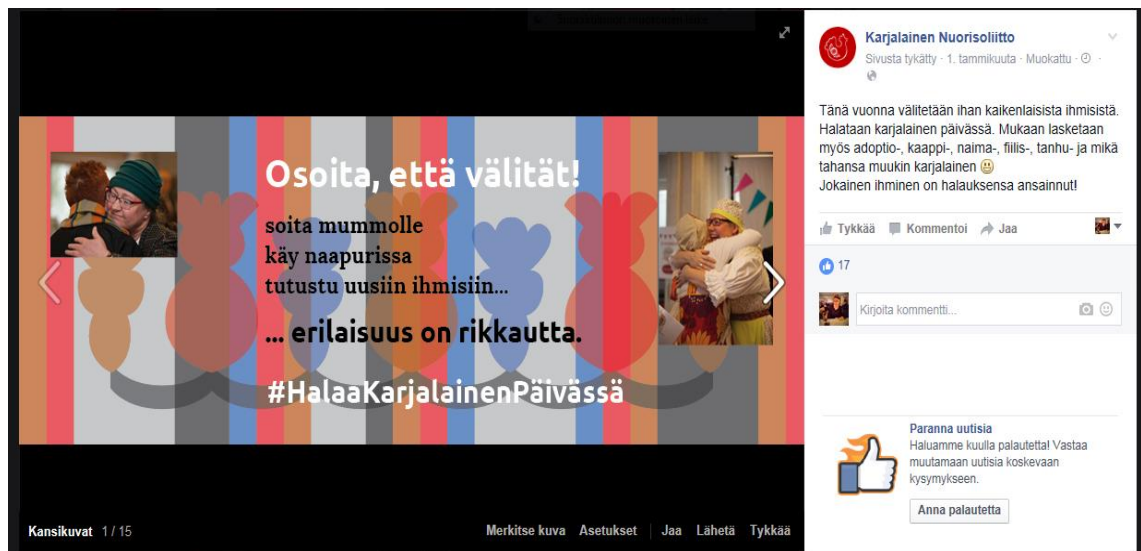 Osoita, että välität!
soita mummolle
käy naapurissa
tutustu uusiin ihmisiin...
... erilaisuus on rikkautta.
#HalaaKarjalainenPäivässä
Kansikuvat 1 / 15
Merkitse kuva Asetukset Jaa Lähetä Tykkää
Karjalainen Nuorisoliitto
Sivusta tykätty · 1. tammikuuta · Muokattu ·
Tänä vuonna välitetään ihan kaikenlaisista ihmisistä.
Halataan karjalainen päivässä. Mukaan lasketaan
myös adoptio-, kaappi-, naima-, fiilis-, tanhu- ja mikä
tahansa muukin karjalainen
Jokainen ihminen on halauksensa ansainnut!
Tykkää Kommentoi Jaa
17
Kirjoita kommentti...
Paranna uutisia
Haluamme kuulla palautetta! Vastaa
muutamaan uutisia koskevaan
kysymykseen.
Anna palautetta